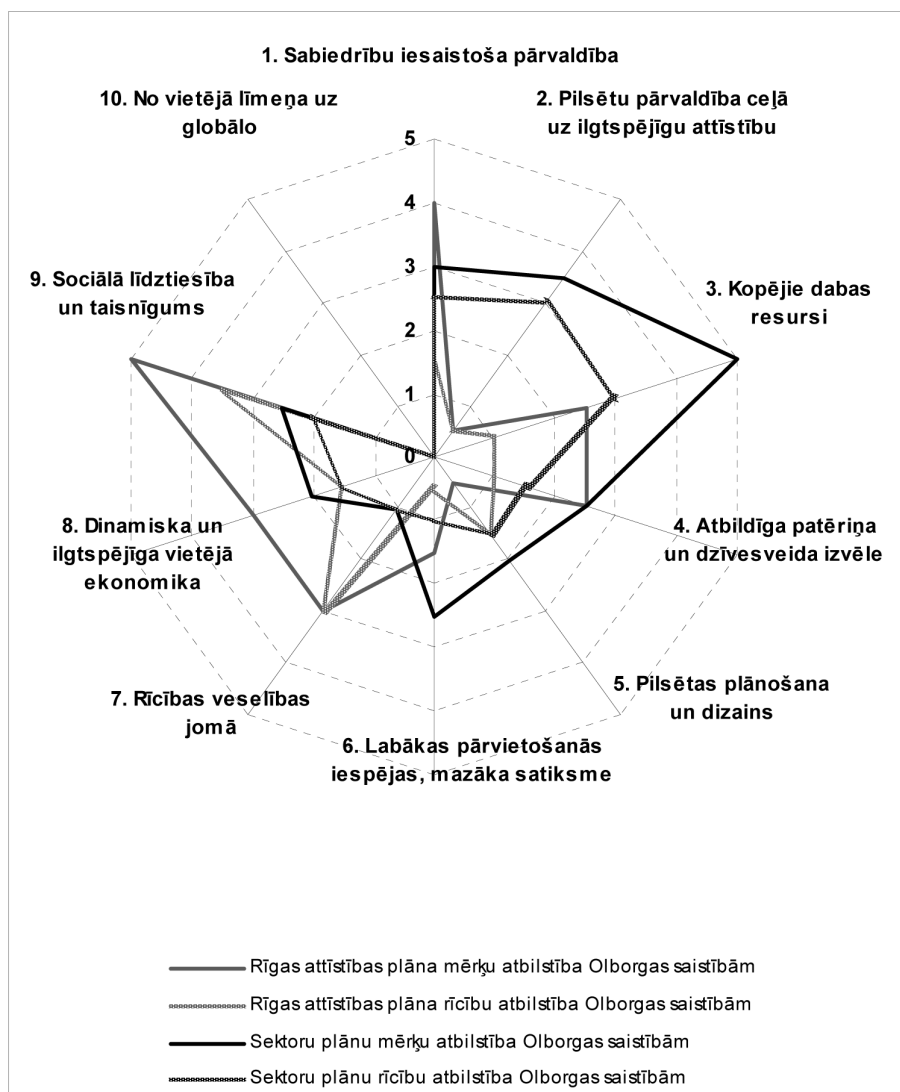 1. Sabiedrību iesaistoša pārvaldība
10. No vietējā līmeņa uz
globālo
2. Pilsētu pārvaldība ceļā
uz ilgtspējīgu attīstību
5
4
3
2
1
0
9. Sociālā līdztiesība
un taisnīgums
3. Kopējie dabas
resursi
8. Dinamiska un
ilgtspējīga vietējā
ekonomika
4. Atbildīga patēriņa
un dzīvesveida izvēle
7. Rīcības veselības
jomā
5. Pilsētas plānošana
un dizains
6. Labākas pārvietošanās
iespējas, mazāka satiksme
Rīgas attīstības plāna mērķu atbilstība Olborgas saistībām
Rīgas attīstības plāna rīcību atbilstība Olborgas saistībām
Sektoru plānu mērķu atbilstība Olborgas saistībām
Sektoru plānu rīcību atbilstība Olborgas saistībām